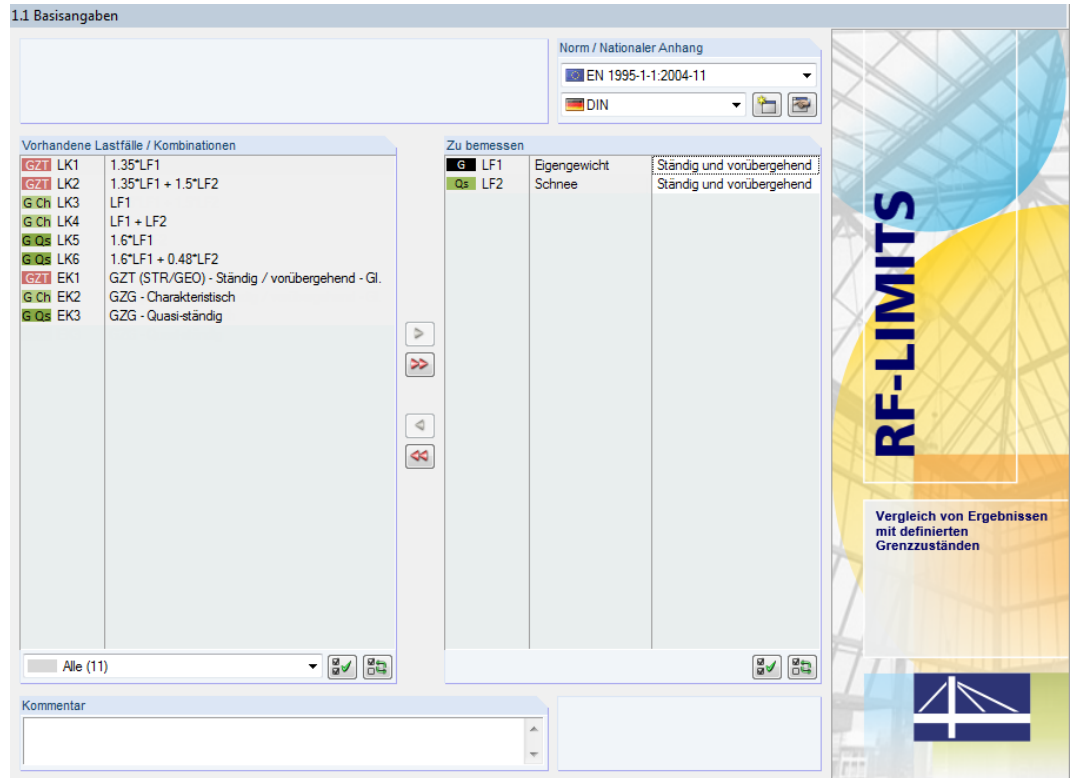 1.1 Basisangaben
Norm / Nationaler Anhang
EN 1995-1-1:2004-11
DIN
Vorhandene Lastfälle / Kombinationen
GZT LK1 1.35*LF1
GZT LK2 1.35*LF1 + 1.5*LF2
G Ch LK3 LF1
G Ch LK4 LF1 + LF2
G Qs LK5 1.6*LF1
G Qs LK6 1.6*LF1 + 0.48*LF2
GZT EK1 GZT (STR/GEO) - Ständig / vorübergehend - Gl.
G Ch EK2 GZG - Charakteristisch
G Qs EK3 GZG - Quasi-ständig
Alle (11)
Zu bemessen
G LF1 Eigengewicht Ständig und vorübergehend
Qs LF2 Schnee Ständig und vorübergehend
Kommentar
RF-LIMITS
Vergleich von Ergebnissen
mit definierten
Grenzzuständen